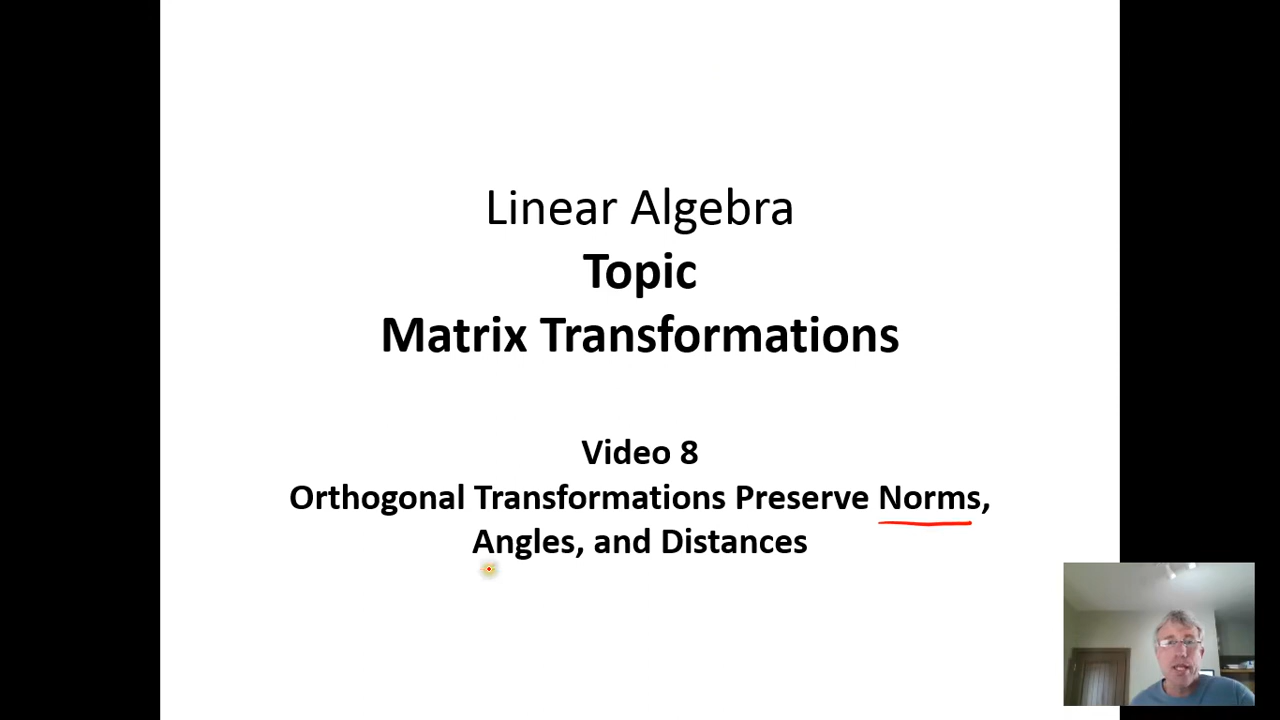 Linear Algebra
Topic
Matrix Transformations
Video 8
Orthogonal Transformations Preserve Norms,
Angles, and Distances